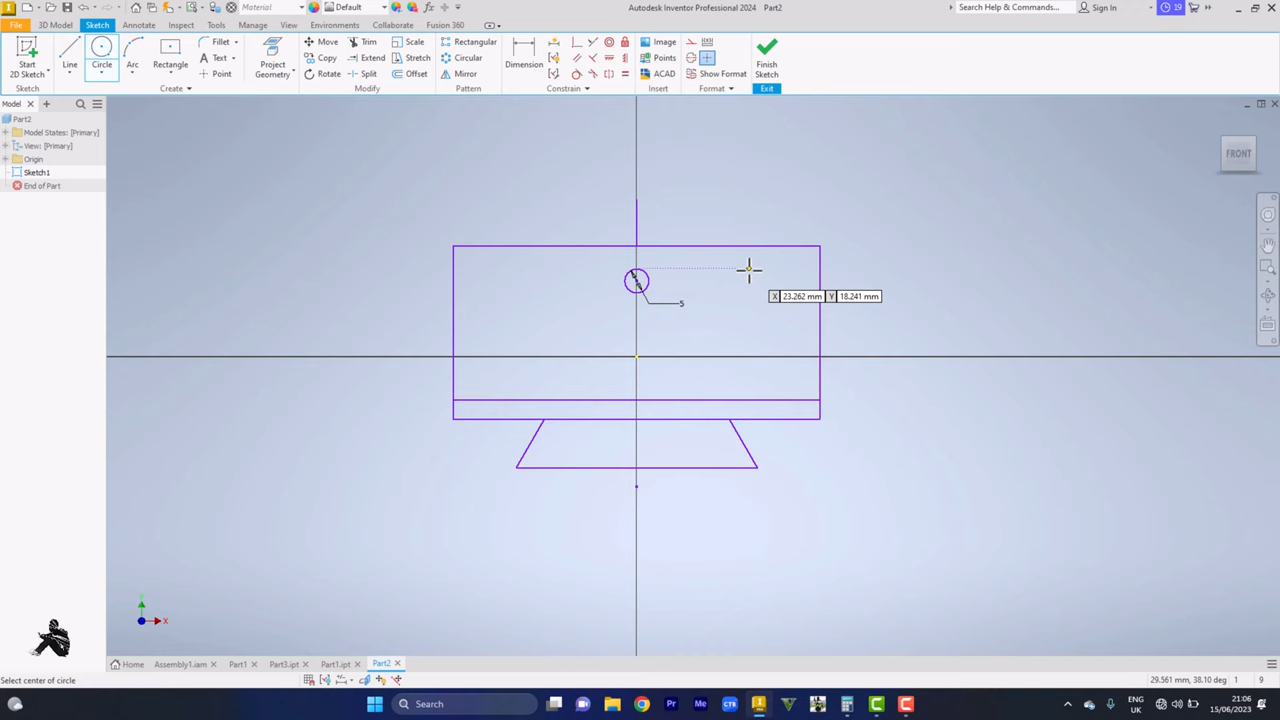 Material
Default
Autodesk Inventor Professional 2024 Part2
Search Help & Commands...
Sign In
19
File
3D Model
Sketch
Annotate
Inspect
Tools
Manage
View
Environments
Collaborate
Fusion 360
Start
2D Sketch
Line
Circle
Arc
Rectangle
Fillet
Text
Point
Project
Geometry
Move
Copy
Rotate
Trim
Extend
Split
Scale
Stretch
Offset
Rectangular
Circular
Mirror
Dimension
Image
Points
ACAD
Show Format
Finish
Sketch
Sketch
Create
Modify
Pattern
Constrain
Insert
Format
Exit
Model
Part2
Model States: [Primary]
View: [Primary]
Origin
Sketch1
End of Part
FRONT
5
X 23.262 mm Y 18.241 mm
X
Home
Assembly1.iam
Part1
Part3.ipt
Part1.ipt
Part2
Select center of circle
29.561 mm, 38.10 deg 1 9
Search
Pr
Me
CTB
ENG
UK
21:06
15/06/2023